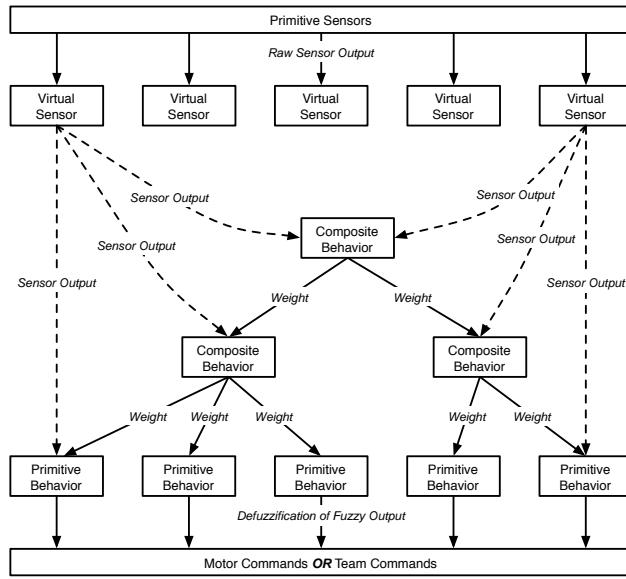 Primitive Sensors
Raw Sensor Output
Virtual
Sensor
Virtual
Sensor
Virtual
Sensor
Virtual
Sensor
Virtual
Sensor
Sensor Output
Sensor Output
Sensor Output
Sensor Output
Sensor Output
Sensor Output
Composite
Behavior
Weight
Weight
Composite
Behavior
Composite
Behavior
Weight
Weight
Weight
Weight
Weight
Primitive
Behavior
Primitive
Behavior
Primitive
Behavior
Primitive
Behavior
Primitive
Behavior
Defuzzification of Fuzzy Output
Motor Commands OR Team Commands